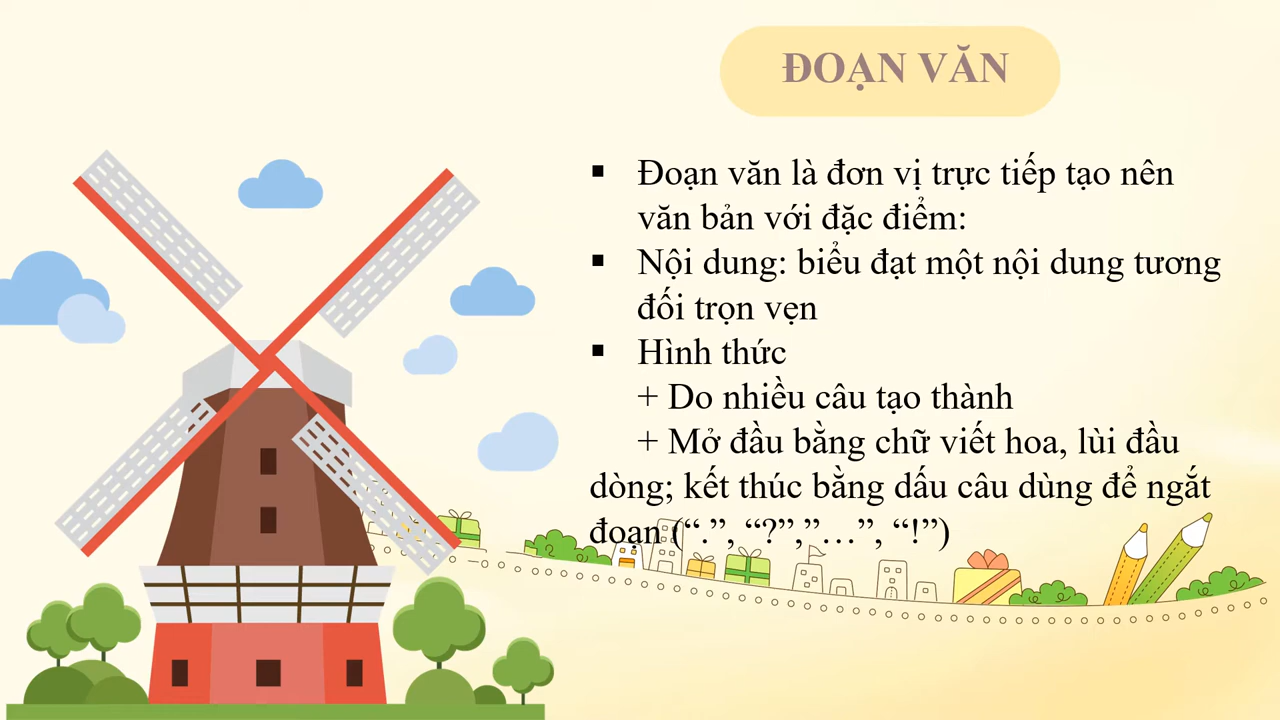 ĐOẠN VĂN
▪ Đoạn văn là đơn vị trực tiếp tạo nên
văn bản với đặc điểm:
▪ Nội dung: biểu đạt một nội dung tương
đối trọn vẹn
▪ Hình thức
+ Do nhiều câu tạo thành
+ Mở đầu bằng chữ viết hoa, lùi đầu
dòng; kết thúc bằng dấu câu dùng để ngắt
đoạn (“.”, “?”,”…”, “!”)